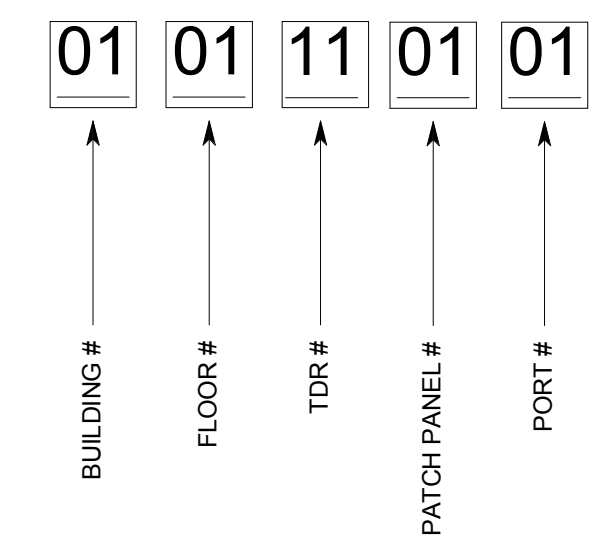 01 01 11 01 01
BUILDING #
FLOOR #
TDR #
PATCH PANEL #
PORT #